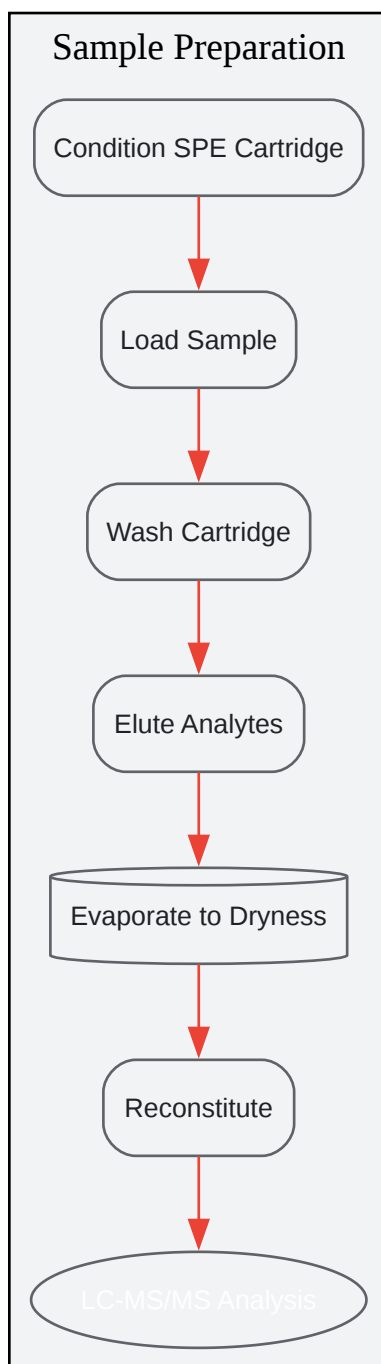 Sample Preparation
Condition SPE Cartridge
Load Sample
Wash Cartridge
Elute Analytes
Evaporate to Dryness
Reconstitute
LC-MS/MS Analysis